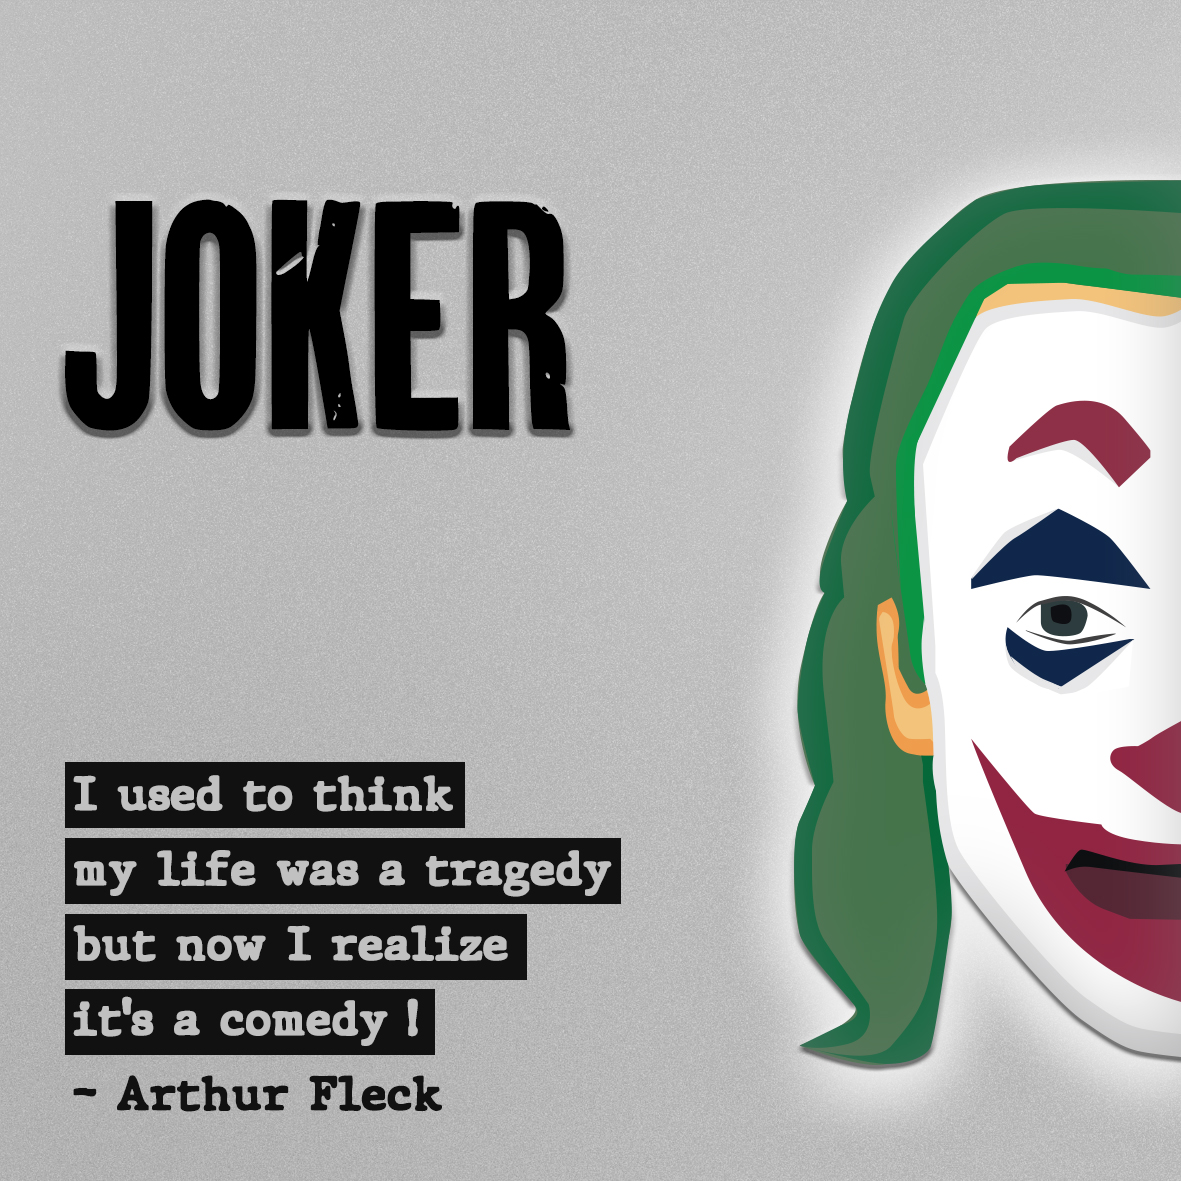 JOKER
I used to think
my life was a tragedy
but now I realize
it's a comedy !
~ Arthur Fleck